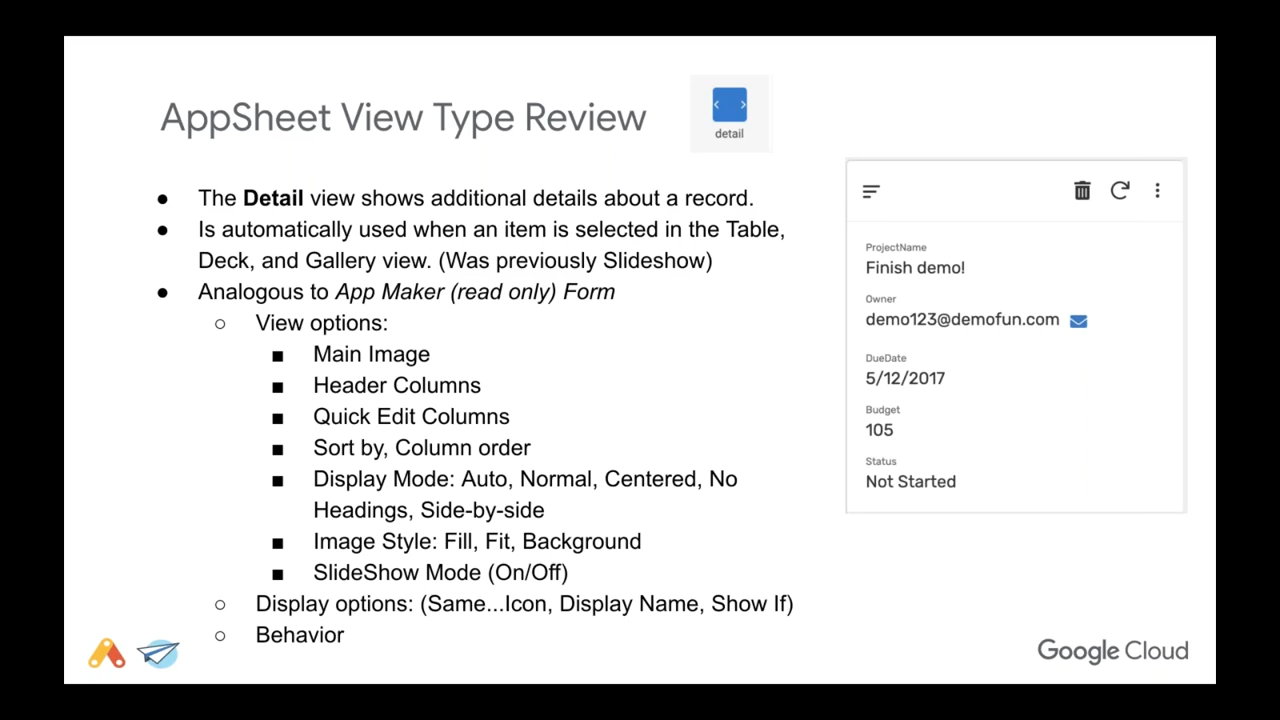 AppSheet View Type Review
detail
● The Detail view shows additional details about a record.
● Is automatically used when an item is selected in the Table,
Deck, and Gallery view. (Was previously Slideshow)
● Analogous to App Maker (read only) Form
○ View options:
■ Main Image
■ Header Columns
■ Quick Edit Columns
■ Sort by, Column order
■ Display Mode: Auto, Normal, Centered, No
Headings, Side-by-side
■ Image Style: Fill, Fit, Background
■ SlideShow Mode (On/Off)
○ Display options: (Same...Icon, Display Name, Show If)
○ Behavior
ProjectName
Finish demo!
Owner
demo123@demofun.com
DueDate
5/12/2017
Budget
105
Status
Not Started
Google Cloud